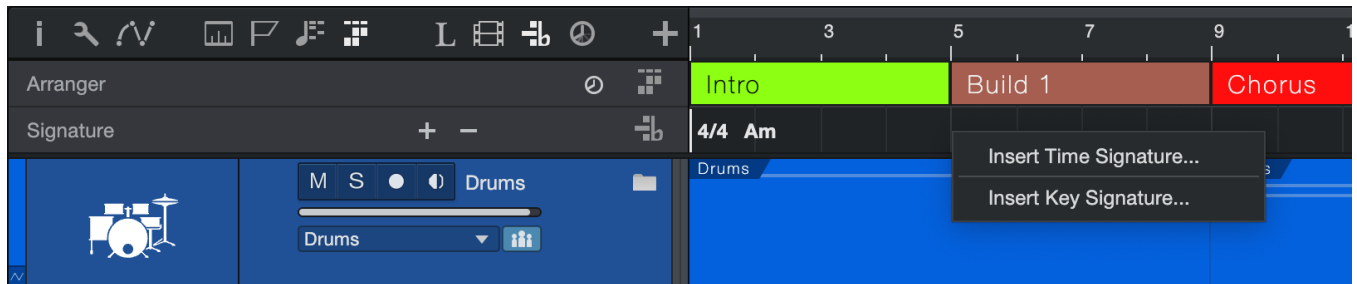 i L + 1 3 5 7 9 1
Arranger Intro Build 1 Chorus
Signature + − 4/4 Am
Insert Time Signature...
M S Drums Drums s
Insert Key Signature...
Drums